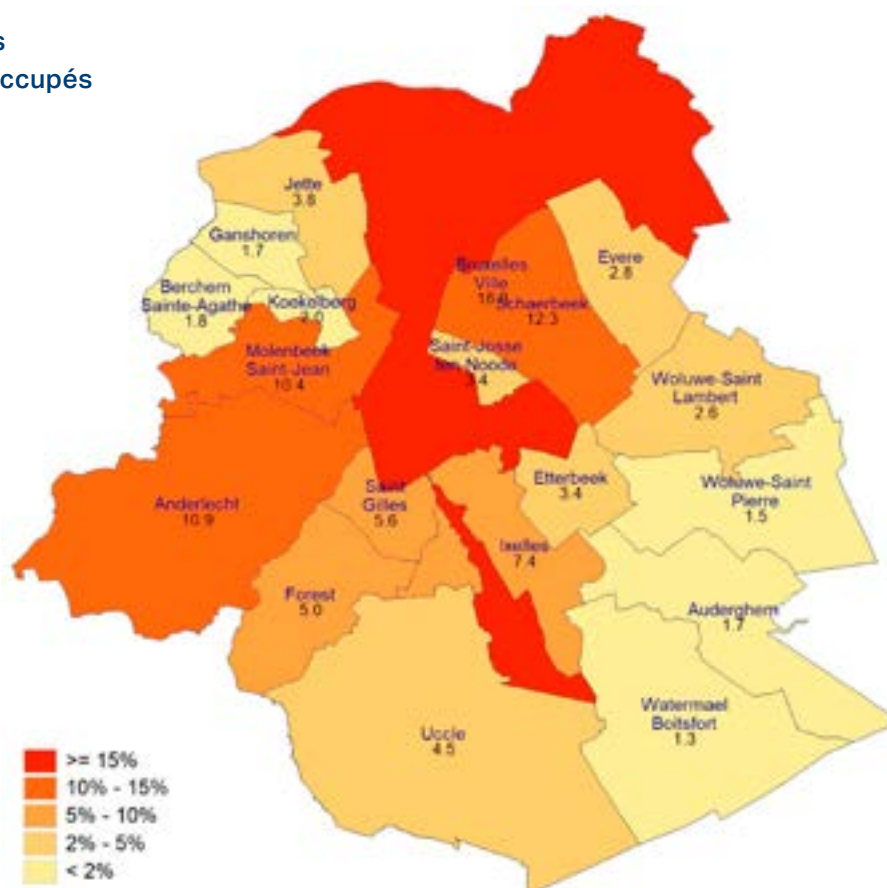 s
ccupés
Jette
3.8
Ganshoren
1.7
Berchem
Sainte-Agathe
1.8
Koekelberg
2.0
Molenbeek
Saint-Jean
10.4
Bruxelles
Ville
Schaerbeek
12.3
Evere
2.8
Saint-Josse
ten Noode
3.4
Woluwe-Saint
Lambert
2.6
Woluwe-Saint
Pierre
1.5
Etterbeek
3.4
Anderlecht
10.9
Saint
Gilles
5.6
Ixelles
7.4
Forest
5.0
Auderghem
1.7
Watermael
Boitsfort
1.3
Uccle
4.5
>= 15%
10% - 15%
5% - 10%
2% - 5%
< 2%